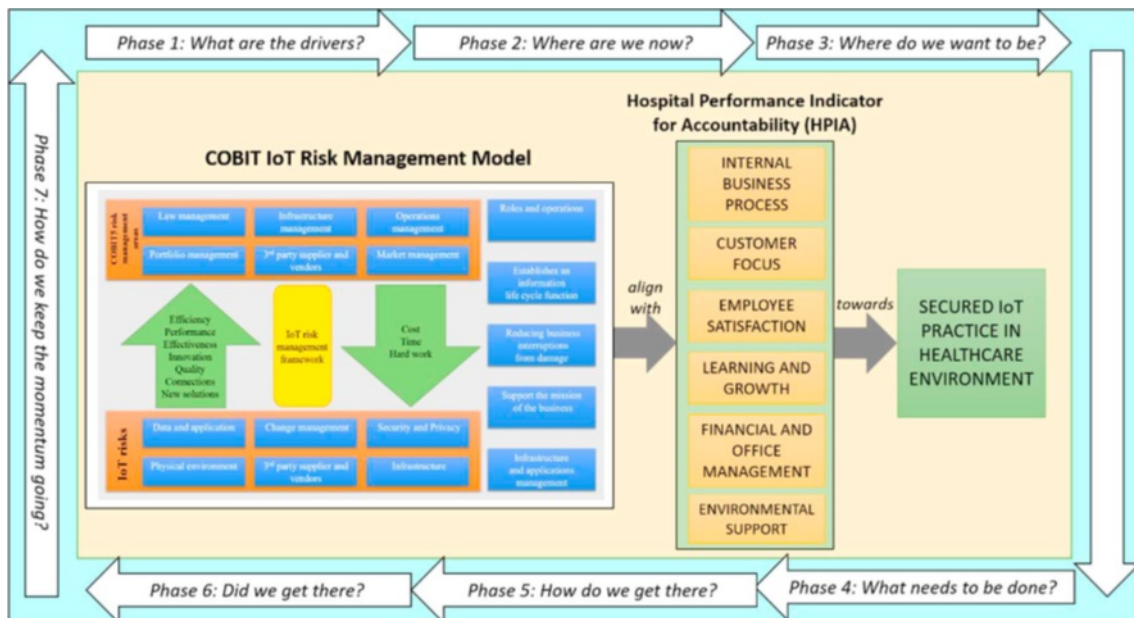 Phase 1: What are the drivers?
Phase 2: Where are we now?
Phase 3: Where do we want to be?
Hospital Performance Indicator
for Accountability (HPIA)
COBIT IoT Risk Management Model
COBIT5 risk
management
areas
Law management
Infrastructure
management
Operations
management
Portfolio management
3rd party supplier and
vendors
Market management
Efficiency
Performance
Effectiveness
Innovation
Quality
Connections
New solutions
IoT risk
management
framework
Cost
Time
Hard work
IoT risks
Data and application
Change management
Security and Privacy
Physical environment
3rd party supplier and
vendors
Infrastructure
Roles and operations
Establishes an
information
life cycle function
Reducing business
interruptions
from damage
Support the mission
of the business
Infrastructure
and applications
management
align
with
INTERNAL
BUSINESS
PROCESS
CUSTOMER
FOCUS
EMPLOYEE
SATISFACTION
LEARNING AND
GROWTH
FINANCIAL AND
OFFICE
MANAGEMENT
ENVIRONMENTAL
SUPPORT
towards
SECURED IoT
PRACTICE IN
HEALTHCARE
ENVIRONMENT
Phase 4: What needs to be done?
Phase 5: How do we get there?
Phase 6: Did we get there?
Phase 7: How do we keep the momentum going?